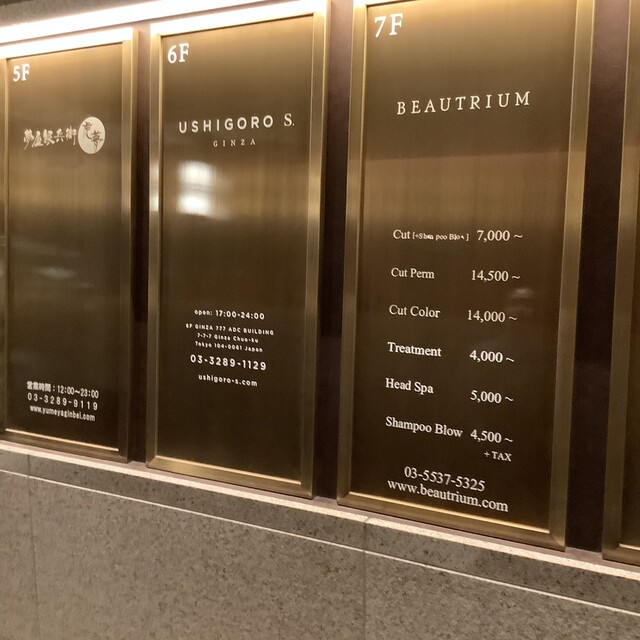 5F
夢屋銀兵衛
営業時間：12:00～23:00
03-3289-9119
www.yumeyaginbei.com
6F
USHIGORO S.
GINZA
open: 17:00-24:00
6F GINZA 777 ADC BUILDING
7-7-7 Ginza Chuo-ku
Tokyo 104-0061 Japan
03-3289-1129
ushigoro-s.com
7F
BEAUTRIUM
Cut [+Shampoo Blow] 7,000 ~
Cut Perm 14,500 ~
Cut Color 14,000 ~
Treatment 4,000 ~
Head Spa 5,000 ~
Shampoo Blow 4,500 ~
+ TAX
03-5537-5325
www.beautrium.com